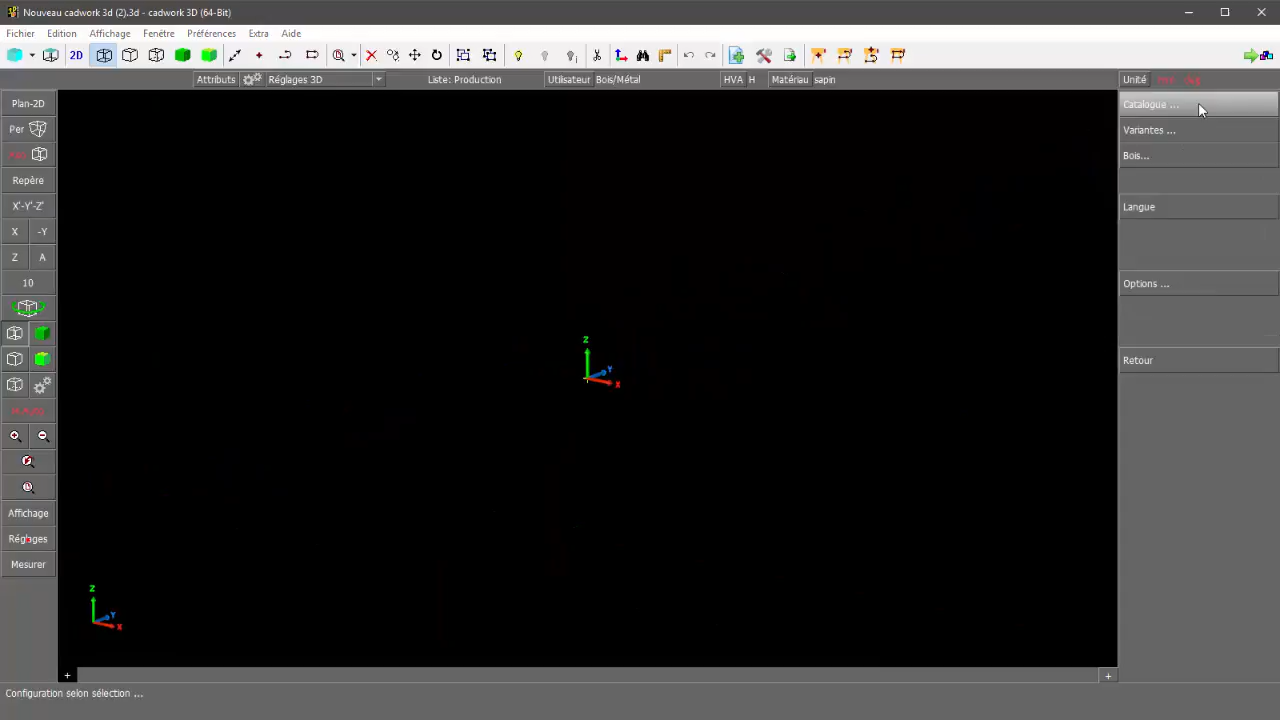 Nouveau cadwork 3d (2).3d - cadwork 3D (64-Bit)
Fichier Edition Affichage Fenêtre Préférences Extra Aide
2D
Attributs Réglages 3D Liste: Production Utilisateur Bois/Métal HVA H Matériau sapin Unité
Plan-2D
Per
Repère
X'-Y'-Z'
X -Y
Z A
10
Affichage
Réglages
Mesurer
Catalogue ...
Variantes ...
Bois...
Langue
Options ...
Retour
Z
Y
X
Z
Y
X
+ +
Configuration selon sélection ...